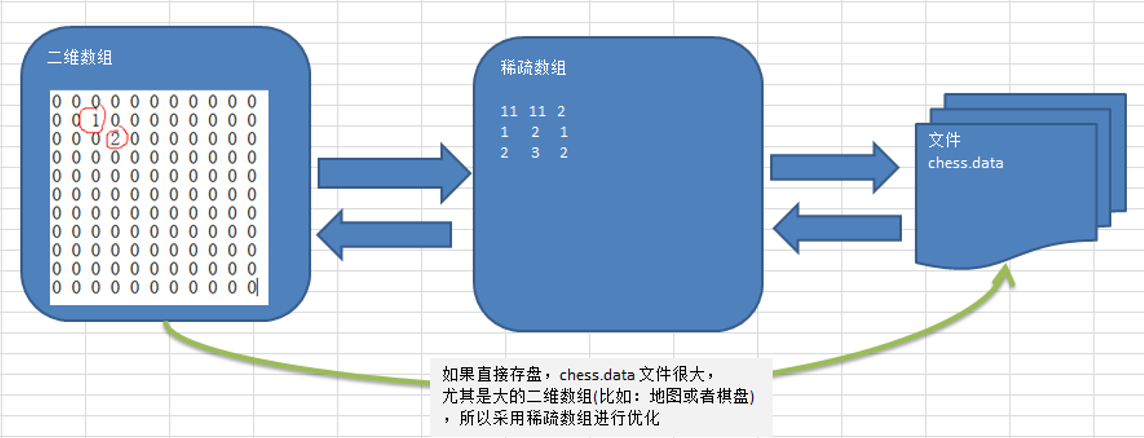 二维数组
0 0 0 0 0 0 0 0 0 0 0
0 0 1 0 0 0 0 0 0 0 0
0 0 0 2 0 0 0 0 0 0 0
0 0 0 0 0 0 0 0 0 0 0
0 0 0 0 0 0 0 0 0 0 0
0 0 0 0 0 0 0 0 0 0 0
0 0 0 0 0 0 0 0 0 0 0
0 0 0 0 0 0 0 0 0 0 0
0 0 0 0 0 0 0 0 0 0 0
0 0 0 0 0 0 0 0 0 0 0
0 0 0 0 0 0 0 0 0 0 0
稀疏数组
11 11 2
1 2 1
2 3 2
文件
chess.data
如果直接存盘，chess.data 文件很大，
尤其是大的二维数组(比如：地图或者棋盘)
，所以采用稀疏数组进行优化